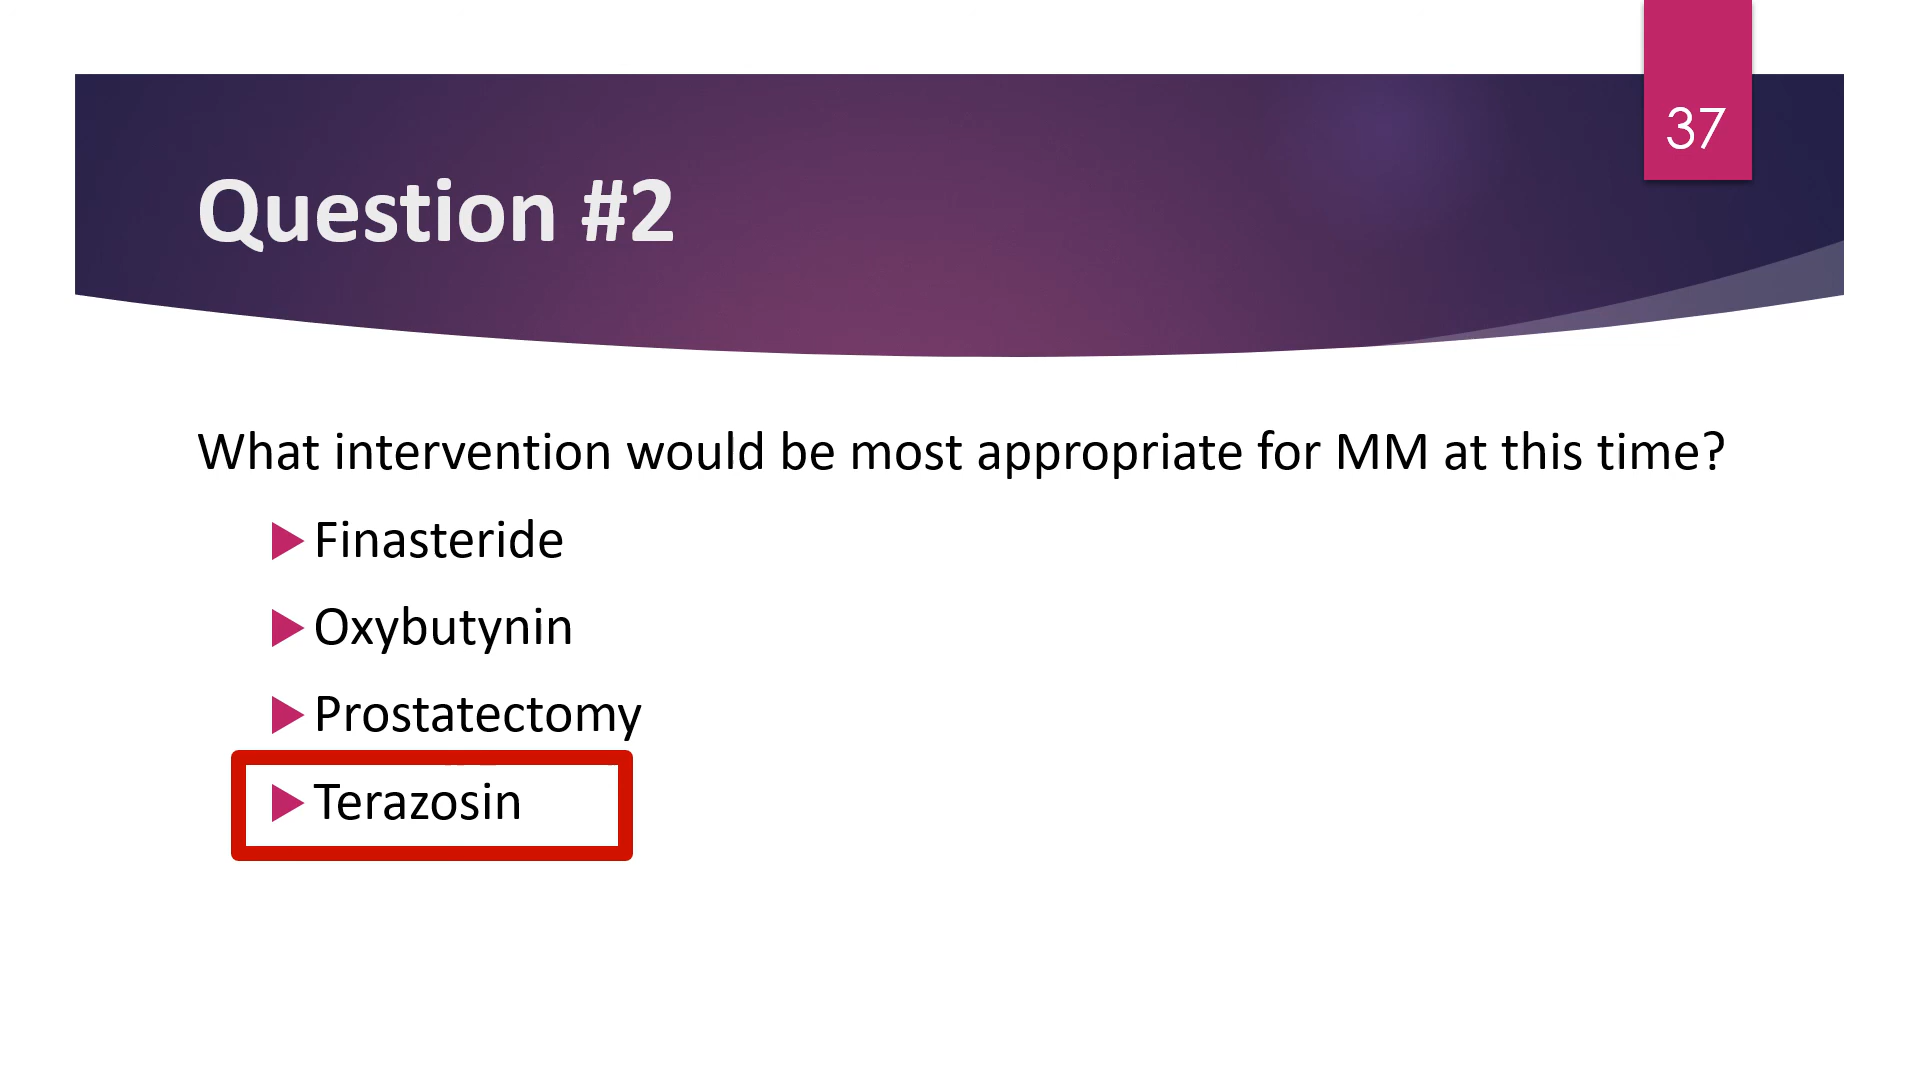 37
Question #2
What intervention would be most appropriate for MM at this time?
Finasteride
Oxybutynin
Prostatectomy
Terazosin